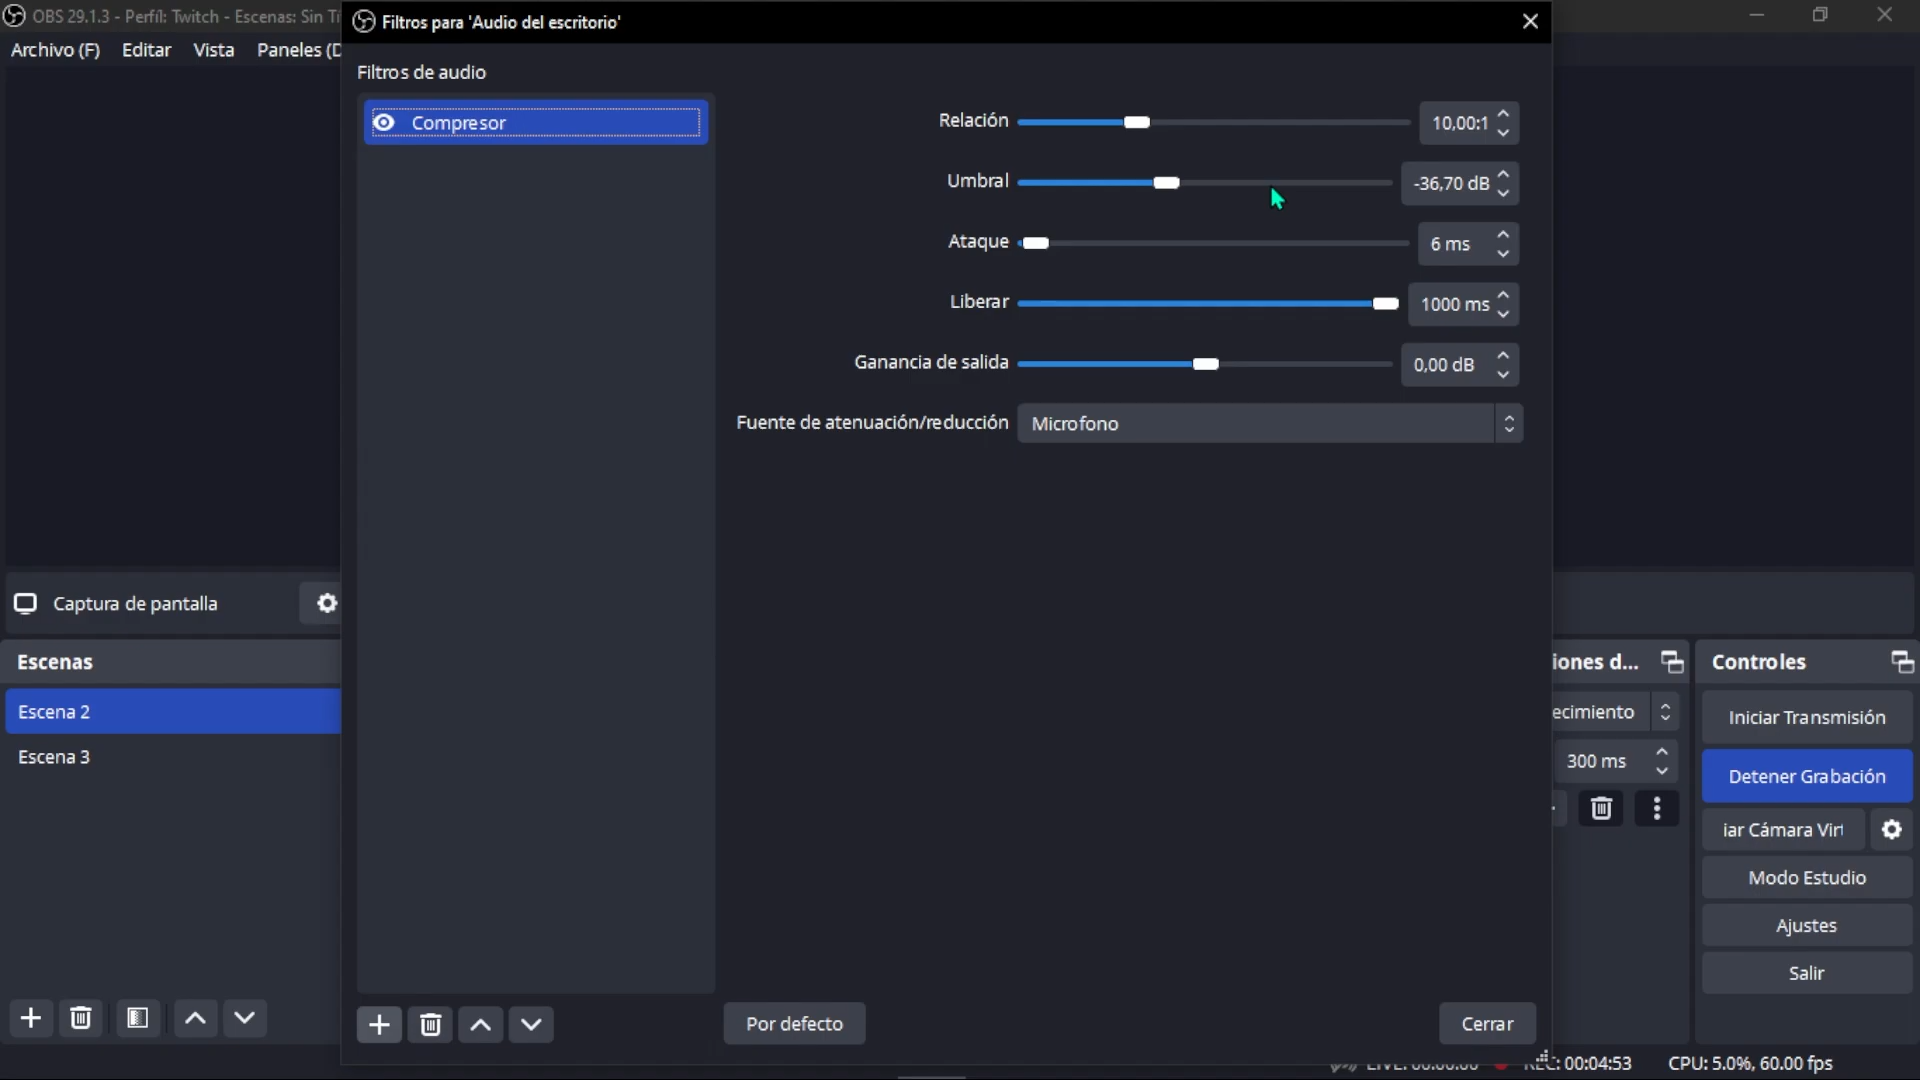 OBS 29.1.3 - Perfil: Twitch - Escenas: Sin
Filtros para 'Audio del escritorio'
Archivo (F) Editar Vista Paneles
Filtros de audio
Compresor
Relación 10,00:1
Umbral -36,70 dB
Ataque 6 ms
Liberar 1000 ms
Ganancia de salida 0,00 dB
Fuente de atenuación/reducción Microfono
Captura de pantalla
Escenas
Escena 2
Escena 3
iones d...
ecimiento
300 ms
Controles
Iniciar Transmisión
Detener Grabación
iar Cámara Virt
Modo Estudio
Ajustes
Salir
Por defecto
Cerrar
00:04:53 CPU: 5.0%, 60.00 fps